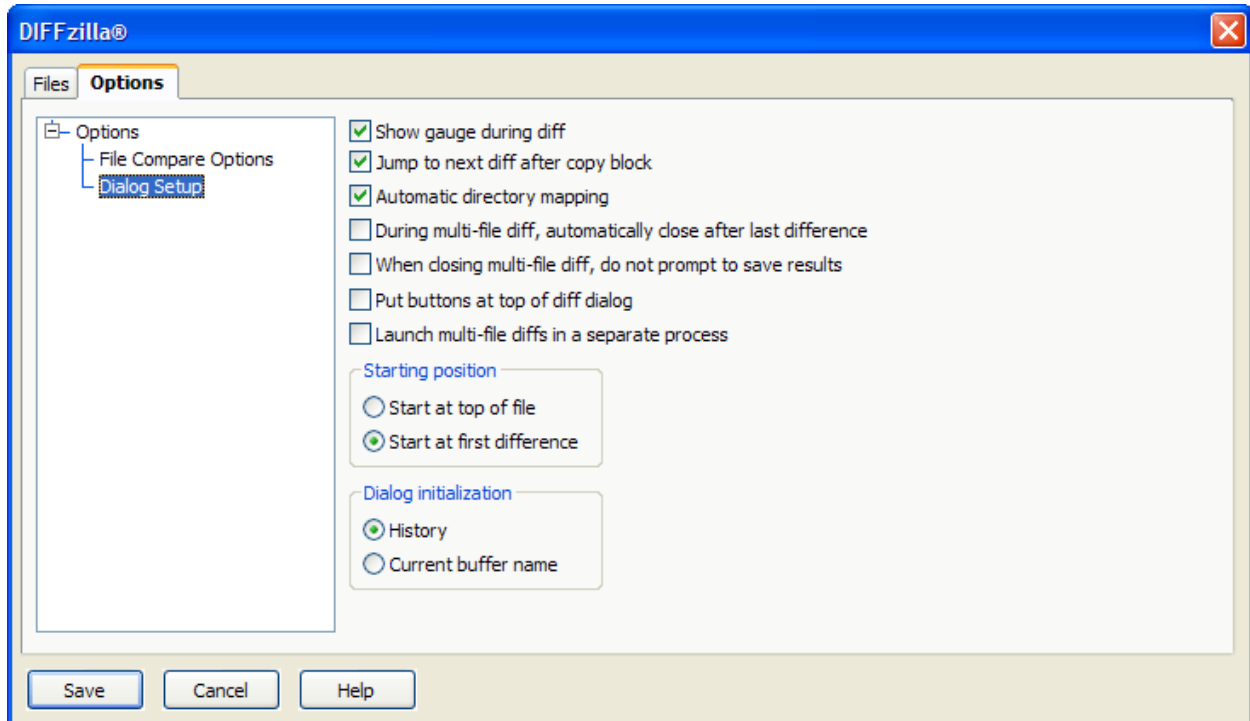 DIFFzilla®
Files Options
Options
File Compare Options
Dialog Setup
Show gauge during diff
Jump to next diff after copy block
Automatic directory mapping
During multi-file diff, automatically close after last difference
When closing multi-file diff, do not prompt to save results
Put buttons at top of diff dialog
Launch multi-file diffs in a separate process
Starting position
Start at top of file
Start at first difference
Dialog initialization
History
Current buffer name
Save Cancel Help